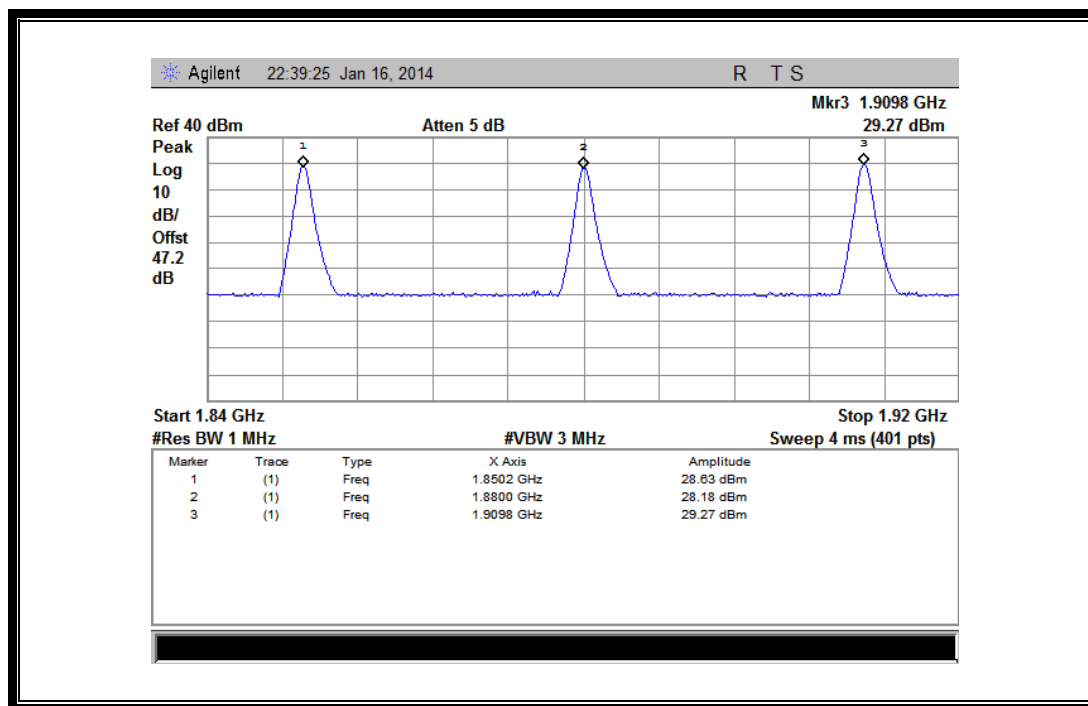 Agilent 22:39:25 Jan 16, 2014 R T S
Mkr3 1.9098 GHz
Ref 40 dBm Atten 5 dB 29.27 dBm
Peak
Log
10
dB/
Offst
47.2
dB
1 2 3
Start 1.84 GHz Stop 1.92 GHz
#Res BW 1 MHz #VBW 3 MHz Sweep 4 ms (401 pts)
Marker Trace Type X Axis Amplitude
1 (1) Freq 1.8502 GHz 28.63 dBm
2 (1) Freq 1.8800 GHz 28.18 dBm
3 (1) Freq 1.9098 GHz 29.27 dBm